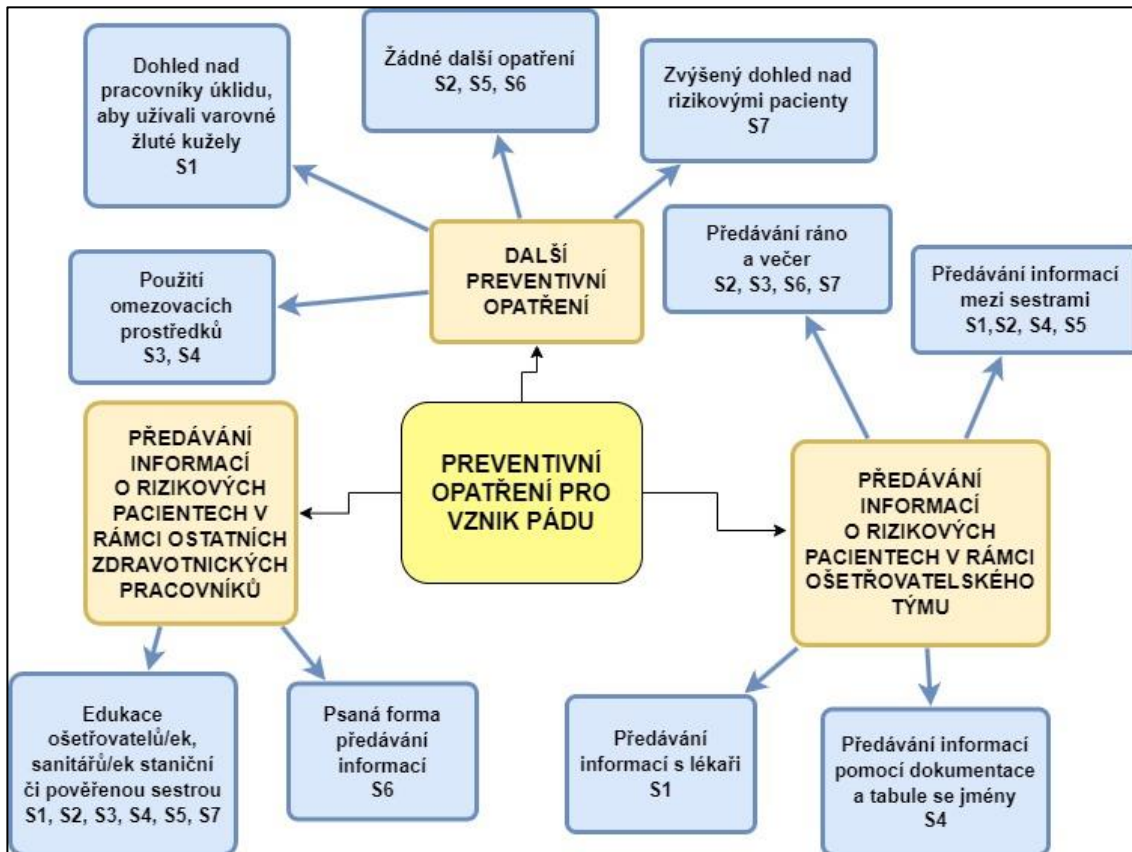 Dohled nad
pracovníky úklidu,
aby užívali varovné
žluté kužely
S1
Žádné další opatření
S2, S5, S6
Zvýšený dohled nad
rizikovými pacienty
S7
Použití
omezovacích
prostředků
S3, S4
DALŠÍ
PREVENTIVNÍ
OPATŘENÍ
Předávání ráno
a večer
S2, S3, S6, S7
Předávání informací
mezi sestrami
S1,S2, S4, S5
PŘEDÁVÁNÍ
INFORMACÍ
O RIZIKOVÝCH
PACIENTECH V
RÁMCI OSTATNÍCH
ZDRAVOTNICKÝCH
PRACOVNÍKŮ
PREVENTIVNÍ
OPATŘENÍ PRO
VZNIK PÁDU
PŘEDÁVÁNÍ
INFORMACÍ
O RIZIKOVÝCH
PACIENTECH V RÁMCI
OŠETŘOVATELSKÉHO
TÝMU
Edukace
ošetřovatelů/ek,
sanitářů/ek staniční
či pověřenou sestrou
S1, S2, S3, S4, S5, S7
Psaná forma
předávání
informací
S6
Předávání
informací s lékaři
S1
Předávání informací
pomocí dokumentace
a tabule se jmény
S4